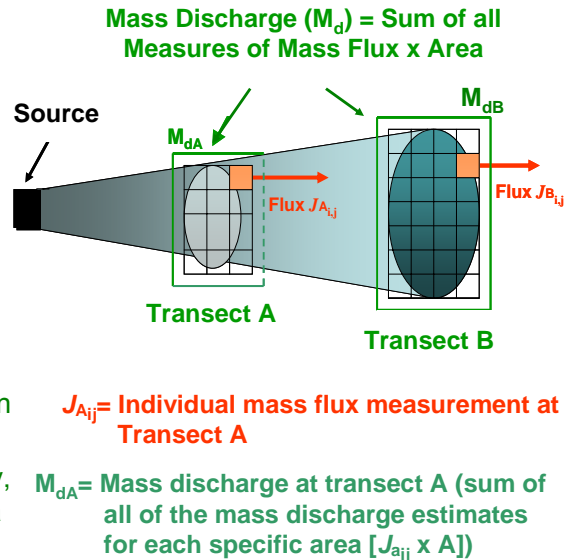 Mass Discharge (Md) = Sum of all
Measures of Mass Flux x Area
Source
MdA
MdB
Flux JAi,j
Flux JBi,j
Transect A
Transect B
n
JAij= Individual mass flux measurement at
Transect A
y,
MdA= Mass discharge at transect A (sum of
all of the mass discharge estimates
for each specific area [Jaij x A])